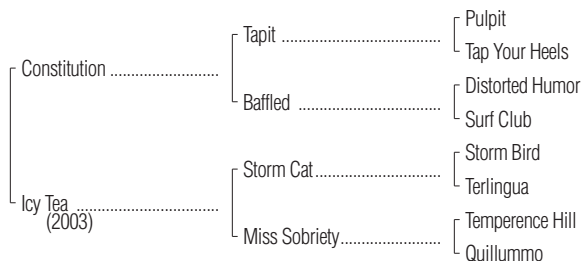 Pulpit
Tapit
Tap Your Heels
Constitution
Distorted Humor
Baffled
Surf Club
Storm Bird
Storm Cat
Terlingua
Icy Tea
(2003)
Temperence Hill
Miss Sobriety
Quillummo